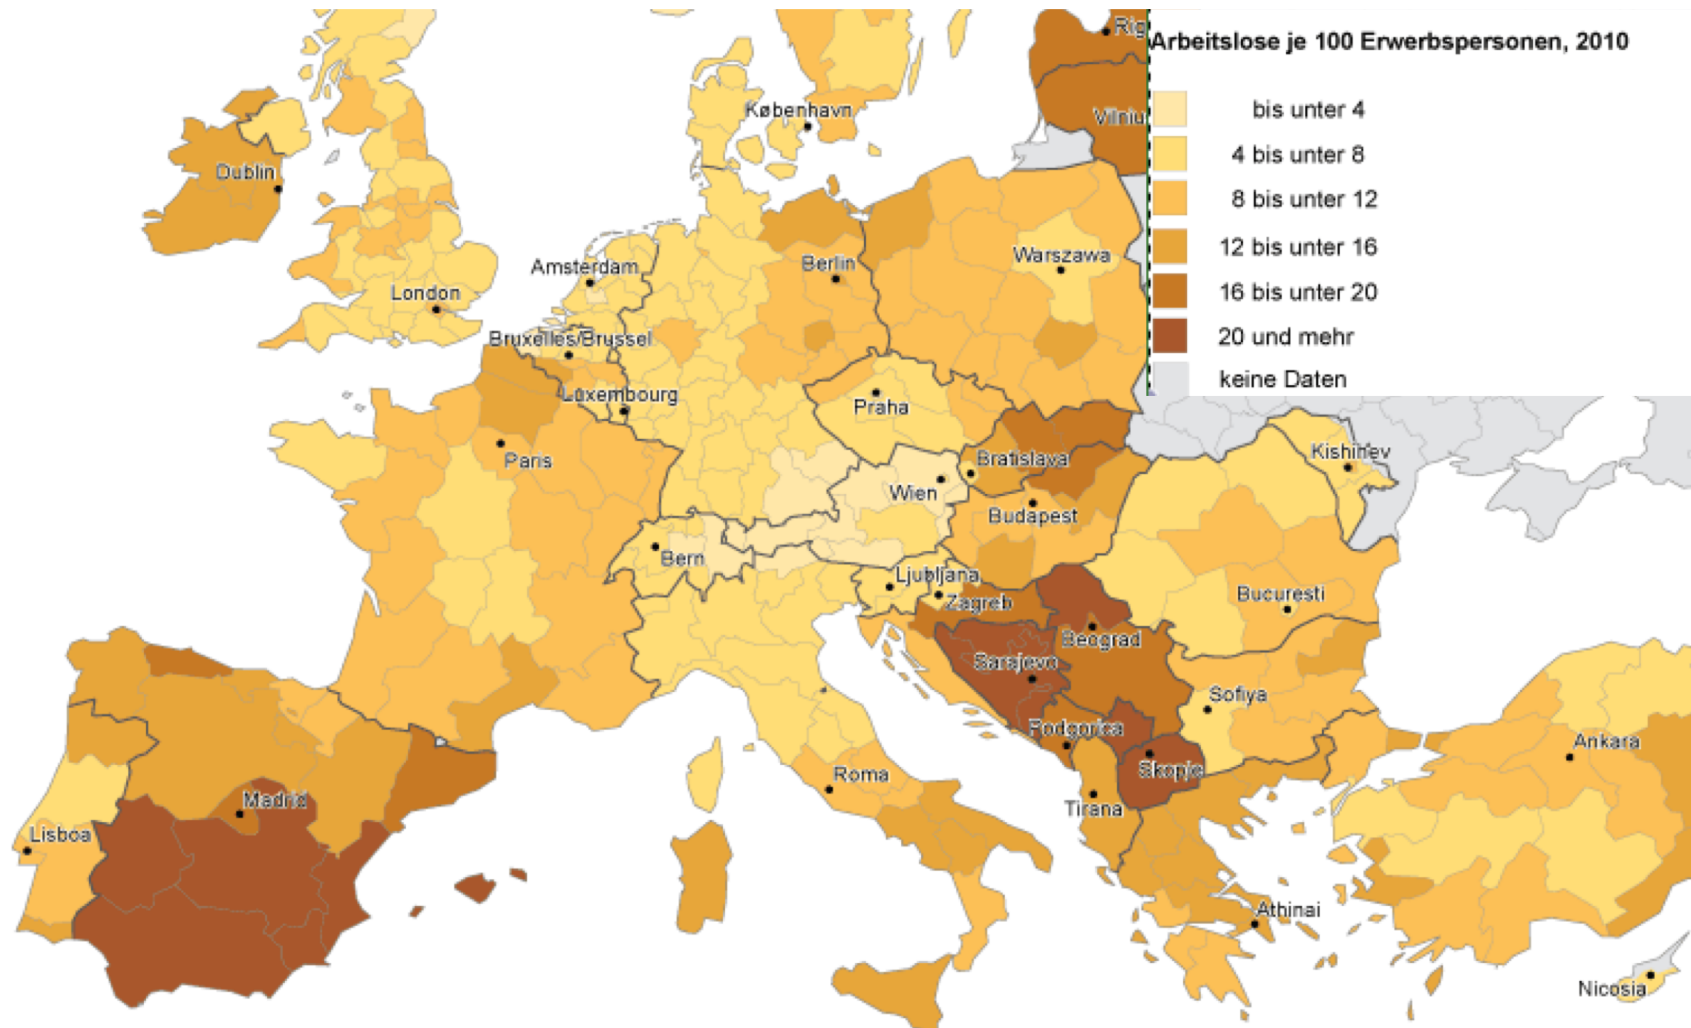 Arbeitslose je 100 Erwerbspersonen, 2010
bis unter 4
4 bis unter 8
8 bis unter 12
12 bis unter 16
16 bis unter 20
20 und mehr
keine Daten
Rig
Vilniu
København
Dublin
Amsterdam
Berlin
Warszawa
London
Bruxelles/Brussel
Luxembourg
Praha
Paris
Bratislava
Kishinev
Wien
Budapest
Bern
Ljubljana
Zagreb
Bucuresti
Beograd
Sarajevo
Sofiya
Podgorica
Ankara
Skopje
Roma
Madrid
Tirana
Lisboa
Athinai
Nicosia